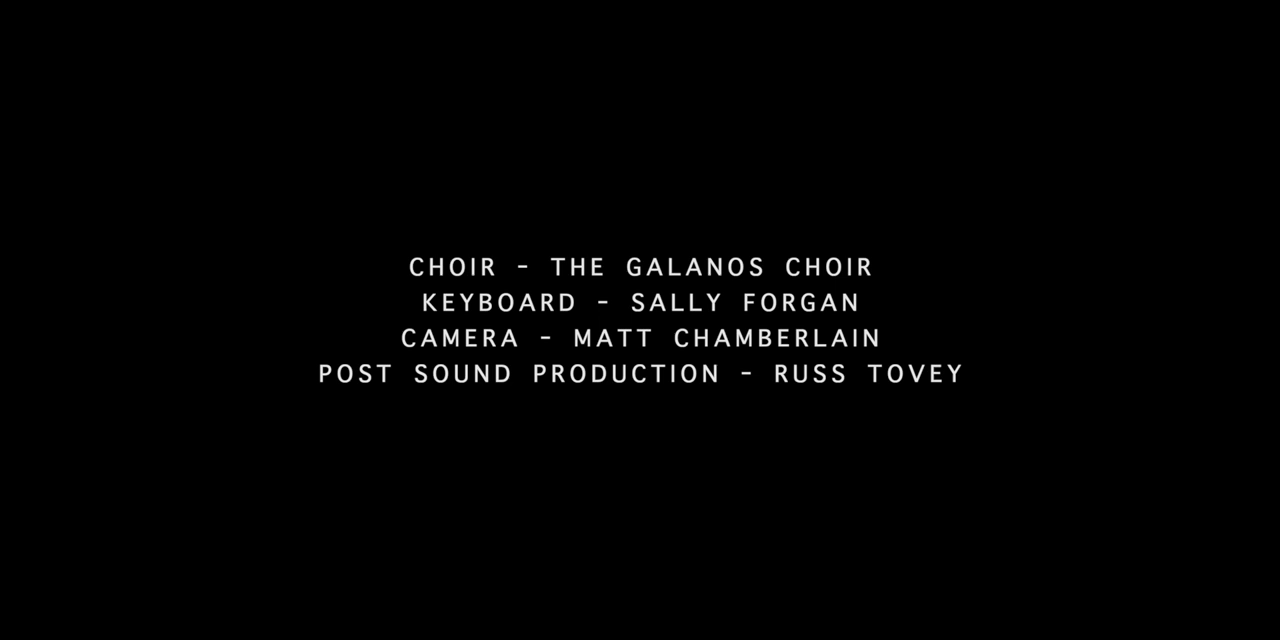 CHOIR - THE GALANOS CHOIR
KEYBOARD - SALLY FORGAN
CAMERA - MATT CHAMBERLAIN
POST SOUND PRODUCTION - RUSS TOVEY